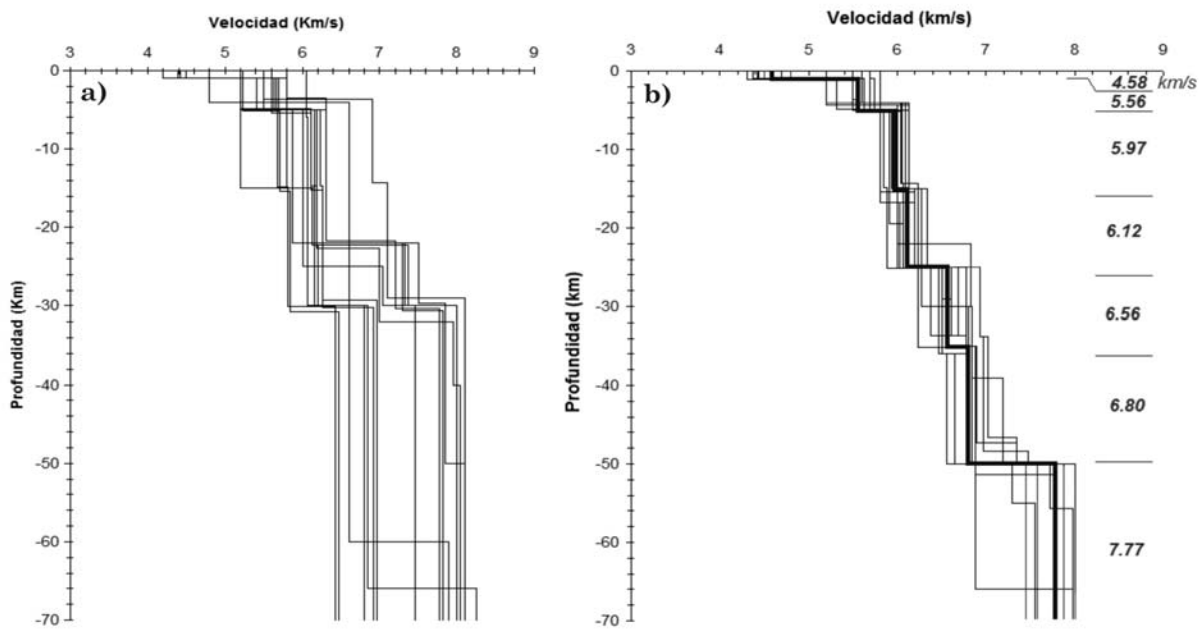 Velocidad (Km/s)
3 4 5 6 7 8 9
a)
0
-10
-20
-30
-40
-50
-60
-70
Profundidad (Km)
Velocidad (km/s)
3 4 5 6 7 8 9
b)
0
-10
-20
-30
-40
-50
-60
-70
Profundidad (km)
4.58 km/s
5.56
5.97
6.12
6.56
6.80
7.77